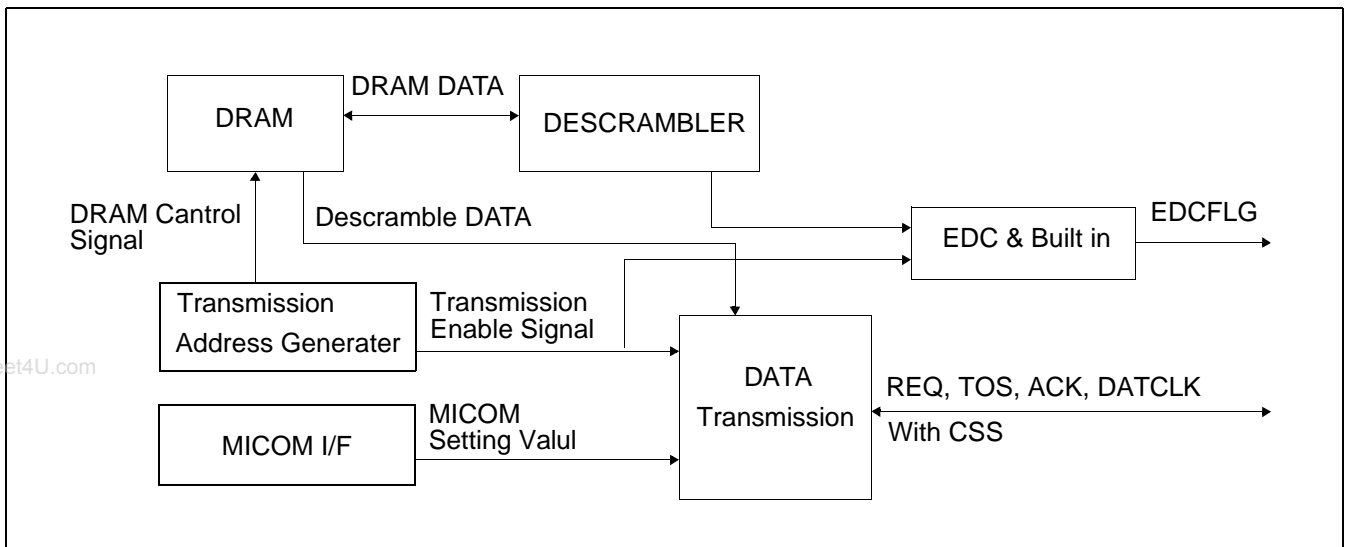 DRAM
DRAM DATA
DESCRAMBLER
DRAM Cantrol
Signal
Descramble DATA
EDC & Built in
EDCFLG
Transmission
Address Generater
Transmission
Enable Signal
DATA
Transmission
REQ, TOS, ACK, DATCLK
With CSS
MICOM I/F
MICOM
Setting Valul
et4U.com